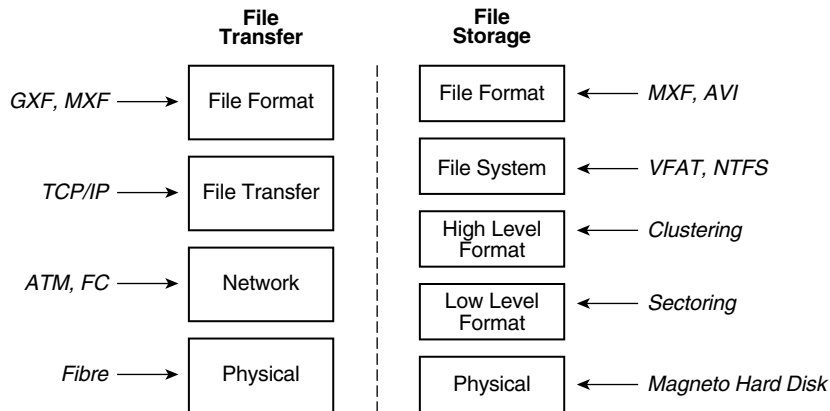 File
Transfer
File
Storage
GXF, MXF
File Format
File Format
MXF, AVI
TCP/IP
File Transfer
File System
VFAT, NTFS
High Level
Format
Clustering
ATM, FC
Network
Low Level
Format
Sectoring
Fibre
Physical
Physical
Magneto Hard Disk